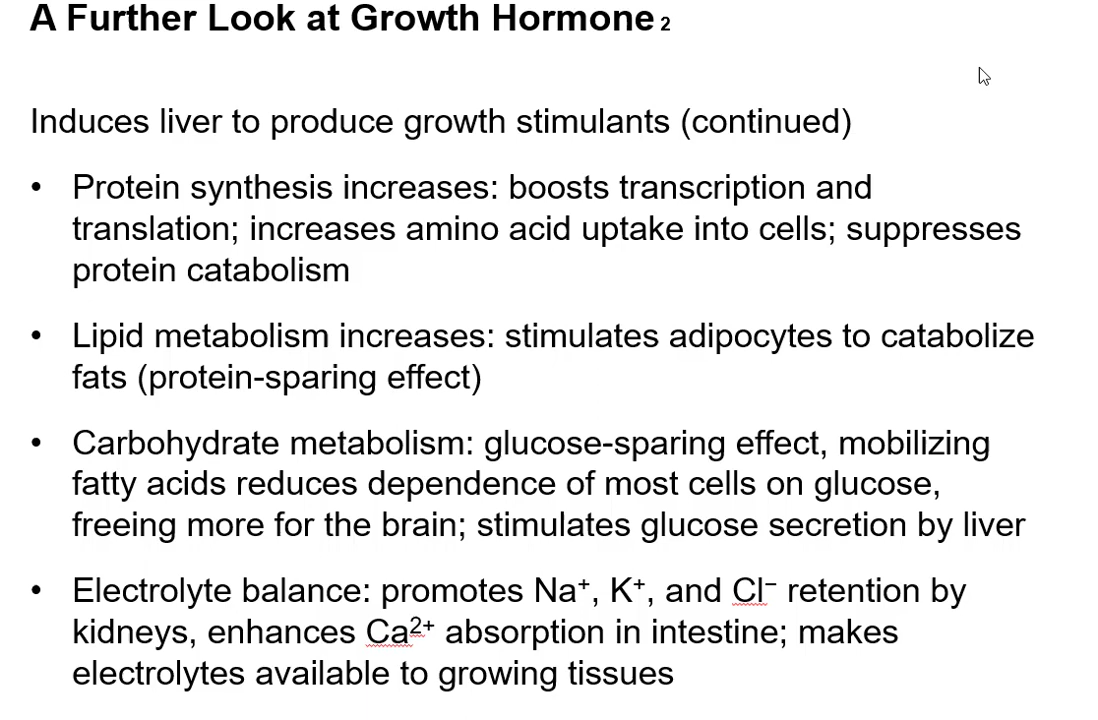 A Further Look at Growth Hormone 2
Induces liver to produce growth stimulants (continued)
• Protein synthesis increases: boosts transcription and
translation; increases amino acid uptake into cells; suppresses
protein catabolism
• Lipid metabolism increases: stimulates adipocytes to catabolize
fats (protein-sparing effect)
• Carbohydrate metabolism: glucose-sparing effect, mobilizing
fatty acids reduces dependence of most cells on glucose,
freeing more for the brain; stimulates glucose secretion by liver
• Electrolyte balance: promotes Na⁺, K⁺, and Cl⁻ retention by
kidneys, enhances Ca²⁺ absorption in intestine; makes
electrolytes available to growing tissues